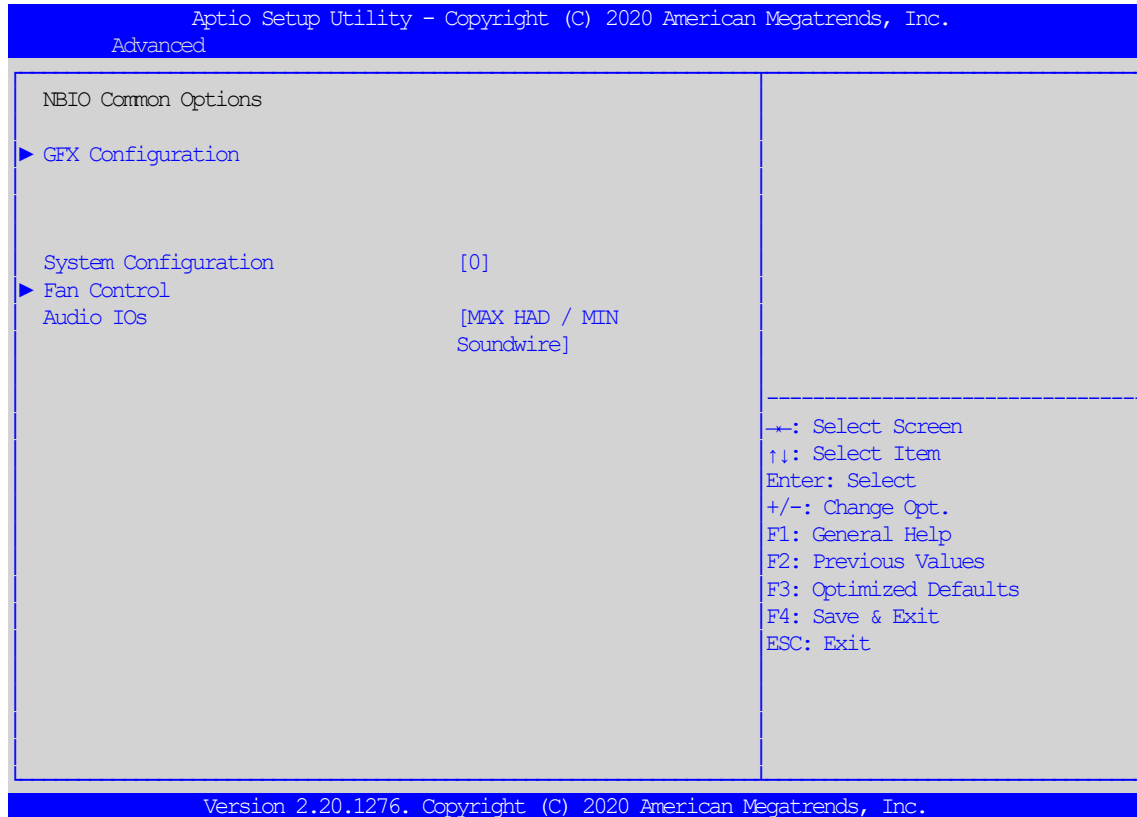 Aptio Setup Utility - Copyright (C) 2020 American Megatrends, Inc.
Advanced
NBIO Common Options
► GFX Configuration
System Configuration [0]
► Fan Control
Audio IOs [MAX HAD / MIN
Soundwire]
→←: Select Screen
↑↓: Select Item
Enter: Select
+/-: Change Opt.
F1: General Help
F2: Previous Values
F3: Optimized Defaults
F4: Save & Exit
ESC: Exit
Version 2.20.1276. Copyright (C) 2020 American Megatrends, Inc.